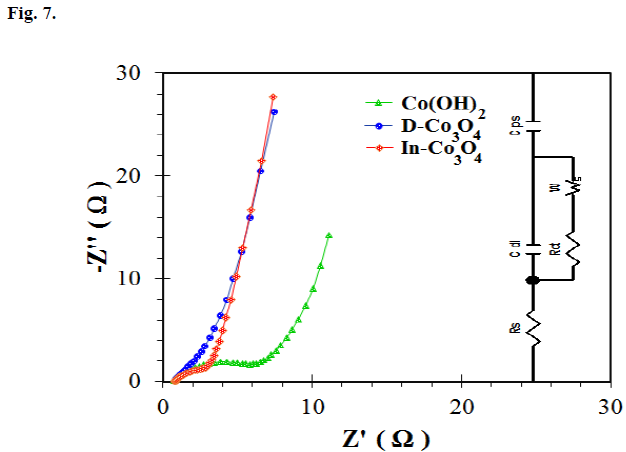 Fig. 7.
30
20
10
0
-Z'' ( Ω )
Co(OH)2
D-Co3O4
In-Co3O4
C ps
W s
C dl
Rct
Rs
0 10 20 30
Z' ( Ω )